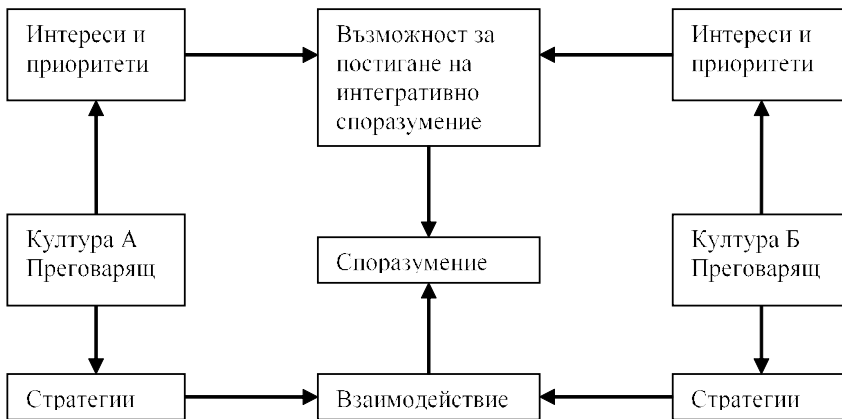 Интереси и
приоритети
Възможност за
постигане на
интегративно
споразумение
Интереси и
приоритети
Култура А
Преговарящ
Споразумение
Култура Б
Преговарящ
Стратегии
Взаимодействие
Стратегии